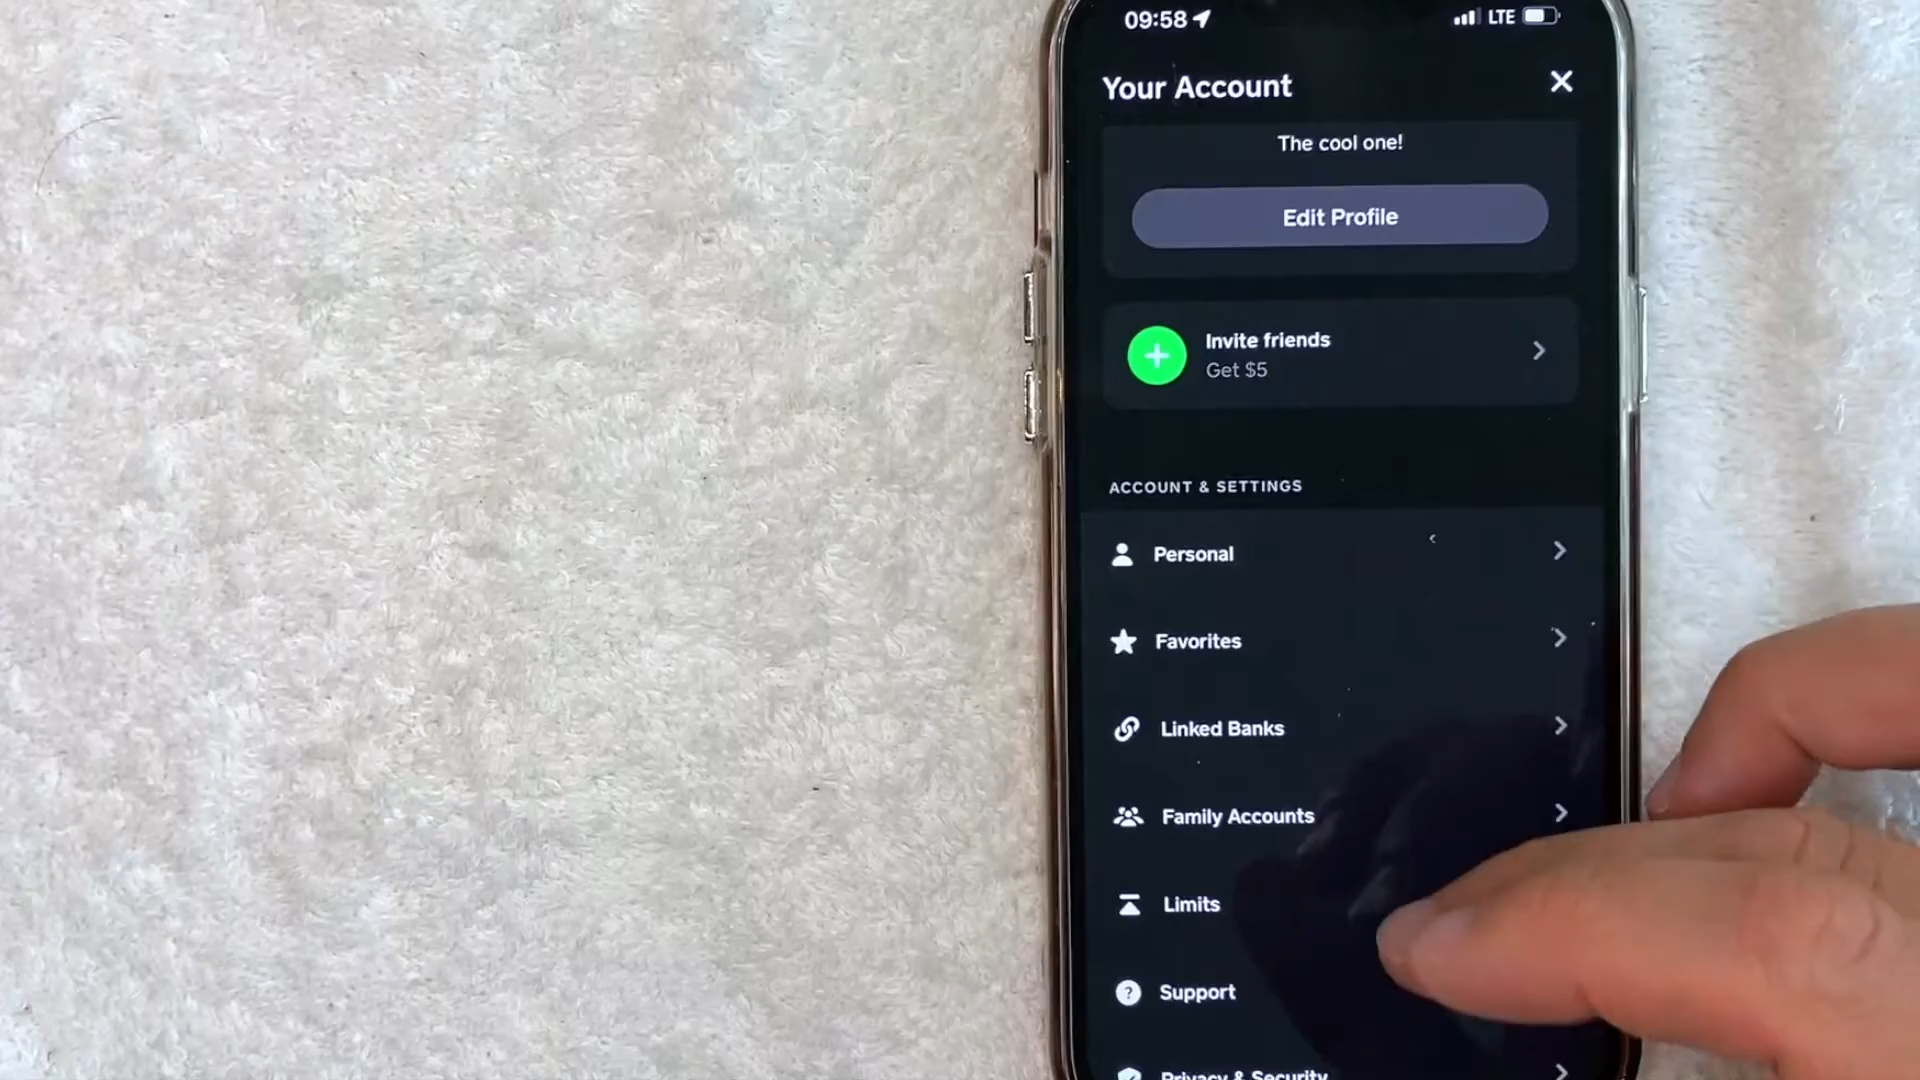 09:58
LTE
Your Account
The cool one!
Edit Profile
Invite friends
Get $5
ACCOUNT & SETTINGS
Personal
Favorites
Linked Banks
Family Accounts
Limits
Support
Privacy & Security